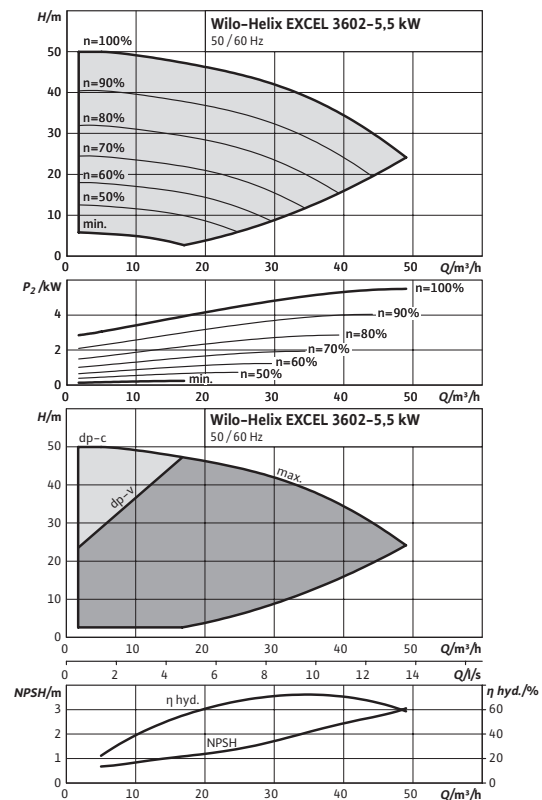 H/m
Wilo-Helix EXCEL 3602-5,5 kW
50 / 60 Hz
50
n=100%
n=90%
40
n=80%
30
n=70%
20
n=60%
n=50%
10
min.
0
0 10 20 30 40 50 Q/m³/h
P₂ /kW
n=100%
4
n=90%
n=80%
2
n=70%
n=60%
n=50%
min.
0
0 10 20 30 40 50 Q/m³/h
H/m
Wilo-Helix EXCEL 3602-5,5 kW
50 / 60 Hz
dp-c
50
max.
40
dp-v
30
20
10
0
0 10 20 30 40 50 Q/m³/h
0 2 4 6 8 10 12 14 Q/l/s
NPSH/m
η hyd./%
η hyd.
3 60
2 40
NPSH
1 20
0 0
0 10 20 30 40 50 Q/m³/h